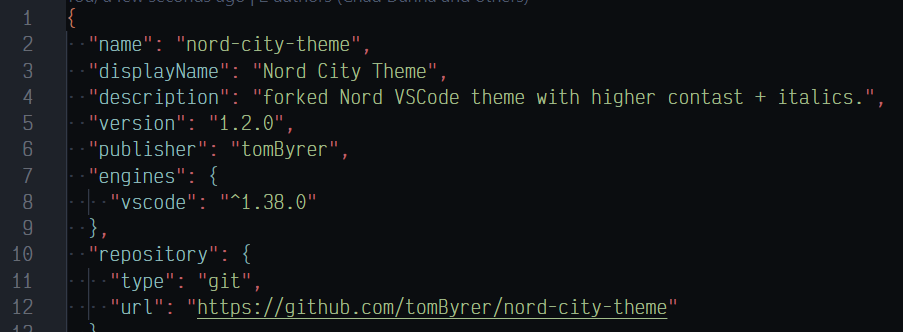 You, a few seconds ago | 2 authors (Chad Dunna and others)
1 {
2 "name": "nord-city-theme",
3 "displayName": "Nord City Theme",
4 "description": "forked Nord VSCode theme with higher contast + italics.",
5 "version": "1.2.0",
6 "publisher": "tomByrer",
7 "engines": {
8 "vscode": "^1.38.0"
9 },
10 "repository": {
11 "type": "git",
12 "url": "https://github.com/tomByrer/nord-city-theme"
13 }